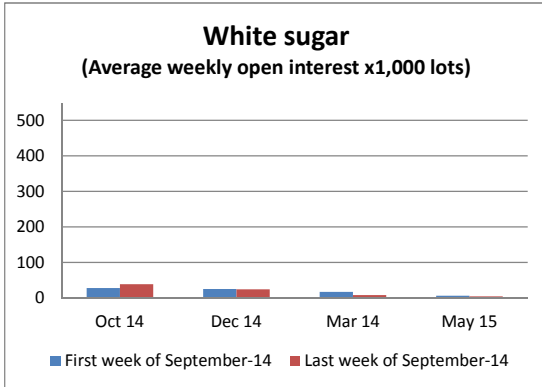 White sugar
(Average weekly open interest x1,000 lots)
500
400
300
200
100
0
Oct 14 Dec 14 Mar 14 May 15
First week of September-14 Last week of September-14